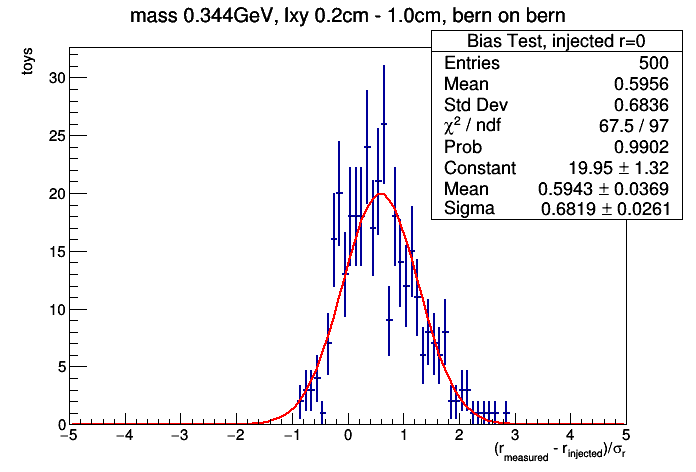 mass 0.344GeV, lxy 0.2cm - 1.0cm, bern on bern
Bias Test, injected r=0
Entries 500
Mean 0.5956
Std Dev 0.6836
χ² / ndf 67.5 / 97
Prob 0.9902
Constant 19.95 ± 1.32
Mean 0.5943 ± 0.0369
Sigma 0.6819 ± 0.0261
toys
30
25
20
15
10
5
0
−5 −4 −3 −2 −1 0 1 2 3 4 5
(r_measured - r_injected)/σ_r